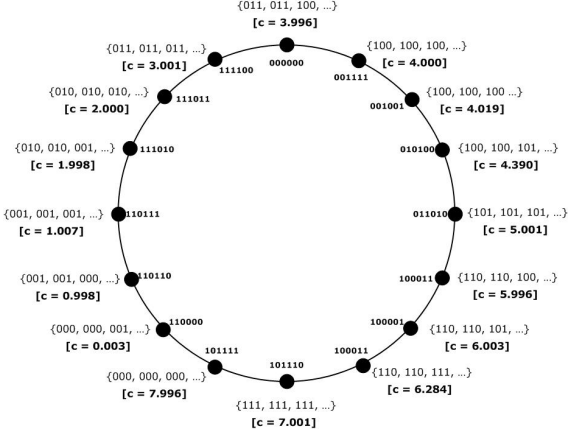 {011, 011, 100, …}
[c = 3.996]
000000
{100, 100, 100, …}
[c = 4.000]
001111
{100, 100, 100 …}
[c = 4.019]
001001
{100, 100, 101, …}
[c = 4.390]
010100
{101, 101, 101, …}
[c = 5.001]
011010
{110, 110, 100, …}
[c = 5.996]
100011
{110, 110, 101, …}
[c = 6.003]
100001
{110, 110, 111, …}
[c = 6.284]
100011
{111, 111, 111, …}
[c = 7.001]
101110
{000, 000, 000, …}
[c = 7.996]
101111
{000, 000, 001, …}
[c = 0.003]
110000
{001, 001, 000, …}
[c = 0.998]
110110
{001, 001, 001, …}
[c = 1.007]
110111
{010, 010, 001, …}
[c = 1.998]
111010
{010, 010, 010, …}
[c = 2.000]
111011
{011, 011, 011, …}
[c = 3.001]
111100